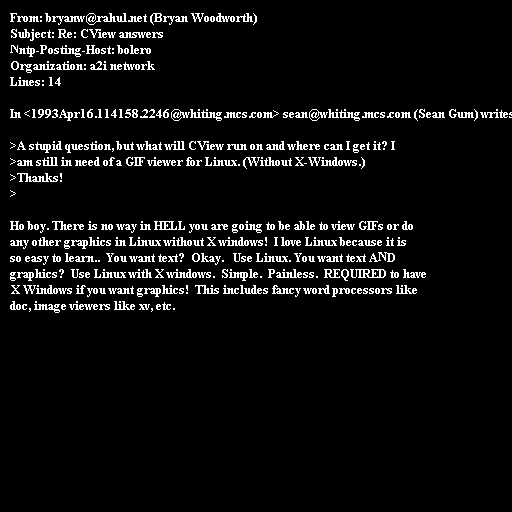 From: bryanw@rahul.net (Bryan Woodworth)
Subject: Re: CView answers
Nntp-Posting-Host: bolero
Organization: a2i network
Lines: 14

In <1993Apr16.114158.2246@whiting.mcs.com> sean@whiting.mcs.com (Sean Gum) writes

>A stupid question, but what will CView run on and where can I get it? I
>am still in need of a GIF viewer for Linux. (Without X-Windows.)
>Thanks!
>

Ho boy. There is no way in HELL you are going to be able to view GIFs or do
any other graphics in Linux without X windows!  I love Linux because it is
so easy to learn..  You want text?  Okay.  Use Linux. You want text AND
graphics?  Use Linux with X windows.  Simple.  Painless.  REQUIRED to have
X Windows if you want graphics!  This includes fancy word processors like
doc, image viewers like xv, etc.